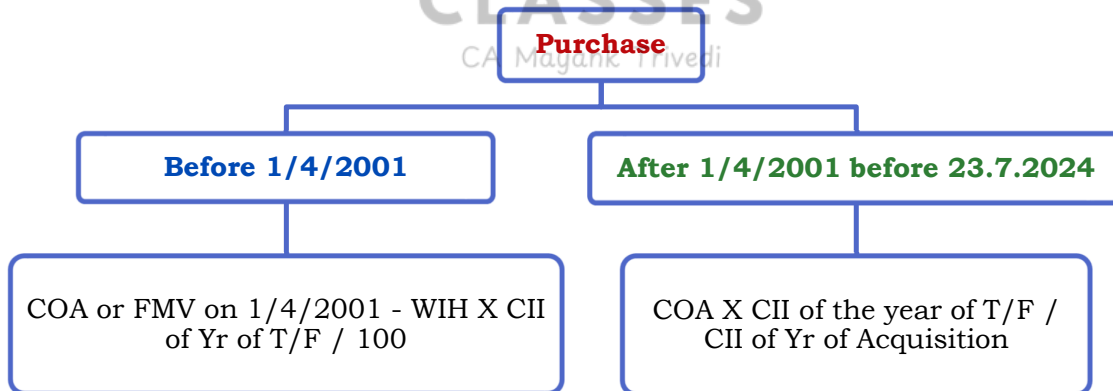 CLASSES
CA Mayank Trivedi
Purchase
Before 1/4/2001
After 1/4/2001 before 23.7.2024
COA or FMV on 1/4/2001 - WIH X CII
of Yr of T/F / 100
COA X CII of the year of T/F /
CII of Yr of Acquisition